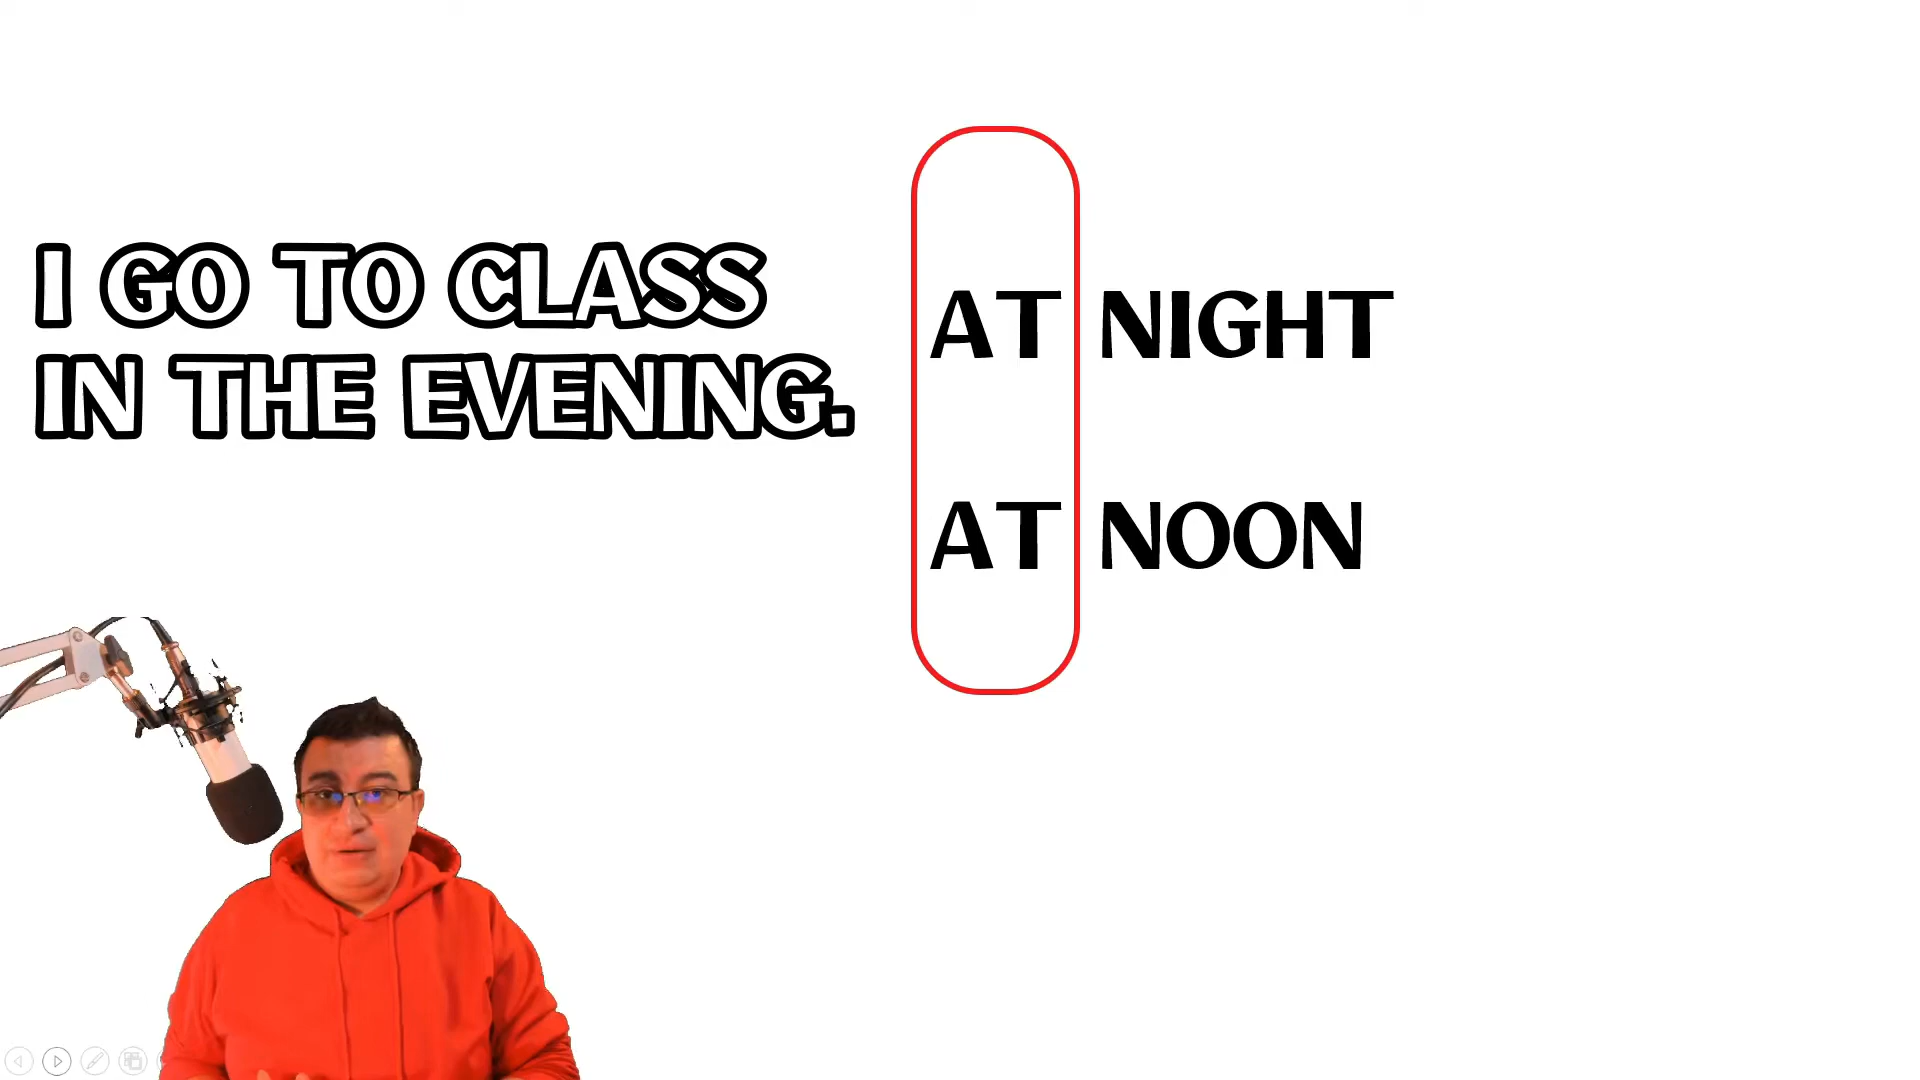 I GO TO CLASS
IN THE EVENING.
AT NIGHT
AT NOON